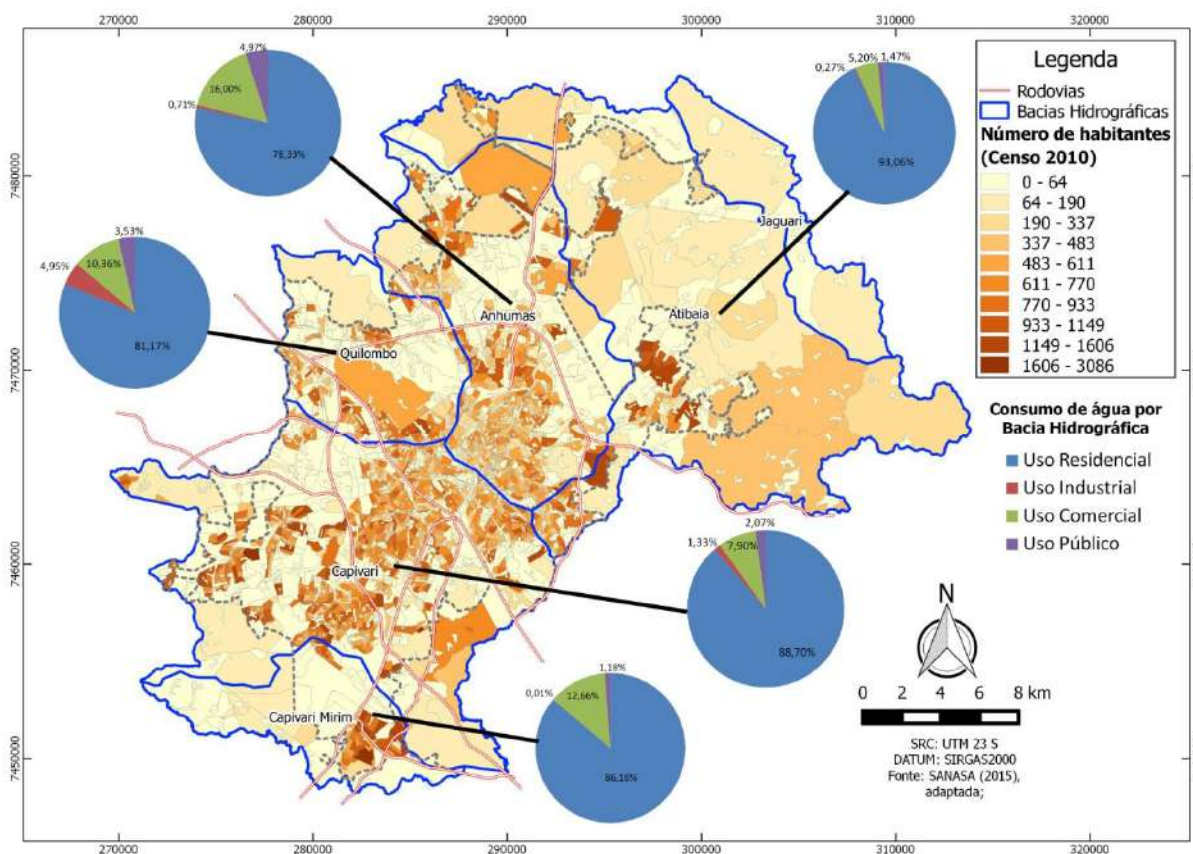 270000
280000
290000
300000
310000
320000
7480000
7470000
7460000
7450000
4,97%
16,00%
0,71%
78,33%
0,27%
5,20%
1,47%
93,06%
3,53%
4,95%
10,36%
81,17%
Jaguari
Anhumas
Atibaia
Quilombo
Capivari
Capivari Mirim
2,07%
1,33%
7,90%
88,70%
1,18%
0,01%
12,66%
86,16%
Legenda
Rodovias
Bacias Hidrográficas
Número de habitantes
(Censo 2010)
0 - 64
64 - 190
190 - 337
337 - 483
483 - 611
611 - 770
770 - 933
933 - 1149
1149 - 1606
1606 - 3086
Consumo de água por
Bacia Hidrográfica
Uso Residencial
Uso Industrial
Uso Comercial
Uso Público
N
0 2 4 6 8 km
SRC: UTM 23 S
DATUM: SIRGAS2000
Fonte: SANASA (2015),
adaptada;
270000
280000
290000
300000
310000
320000